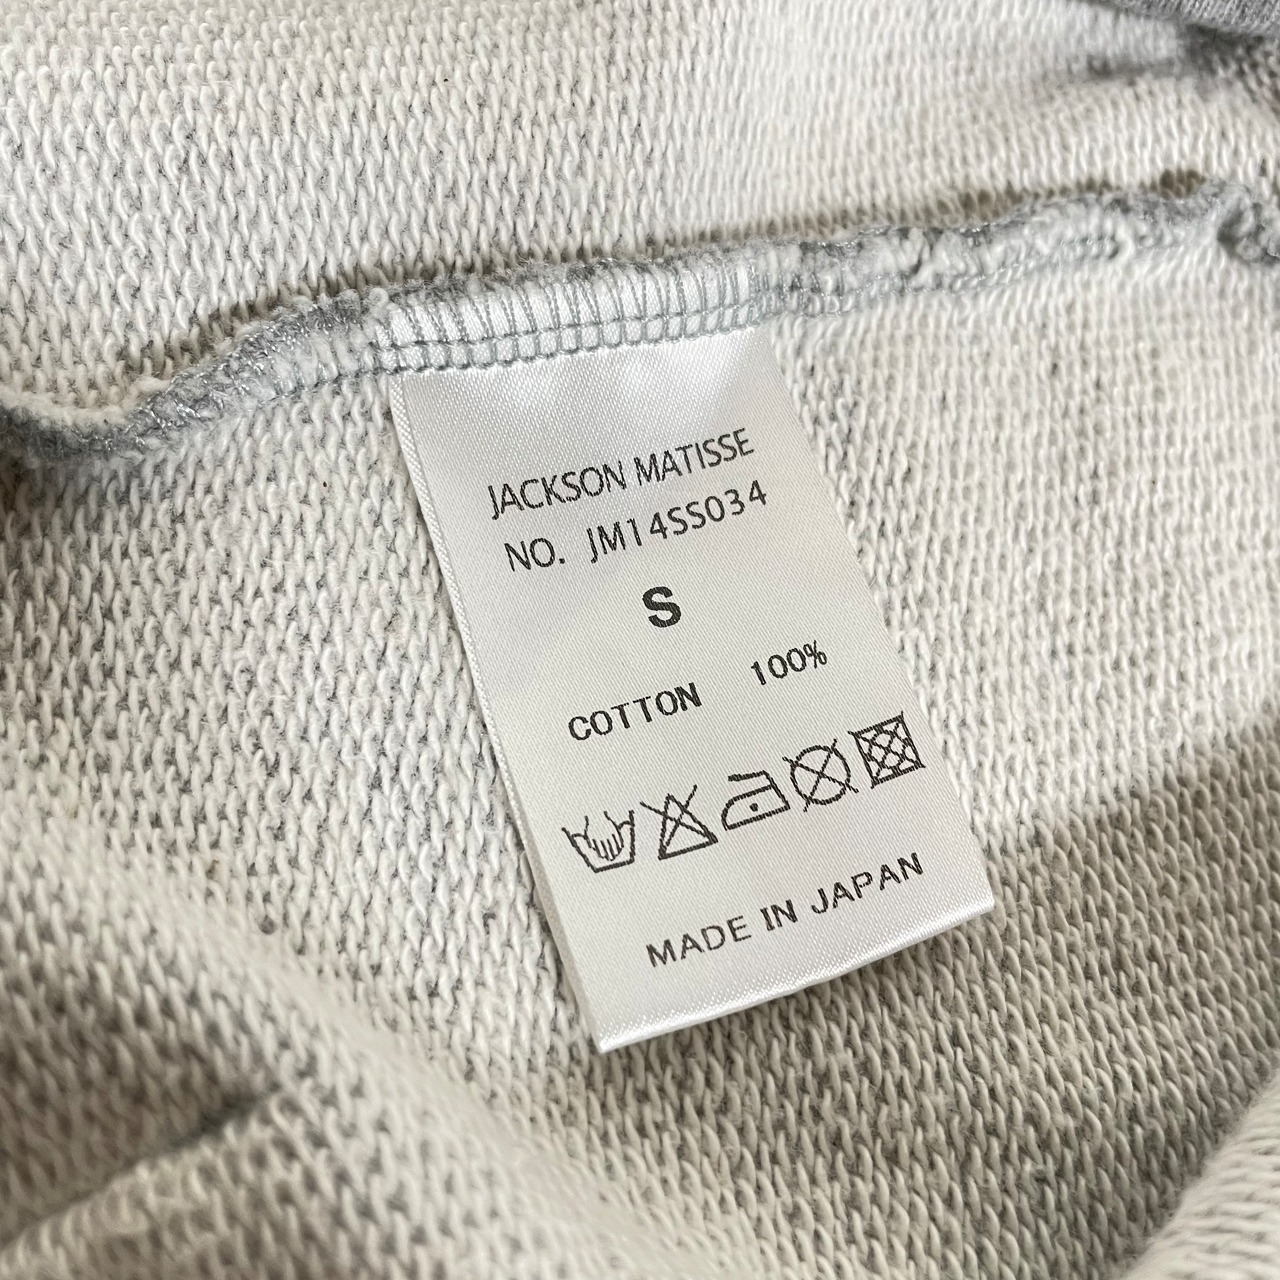 JACKSON MATISSE
NO. JM14SS034
S
COTTON 100%
MADE IN JAPAN